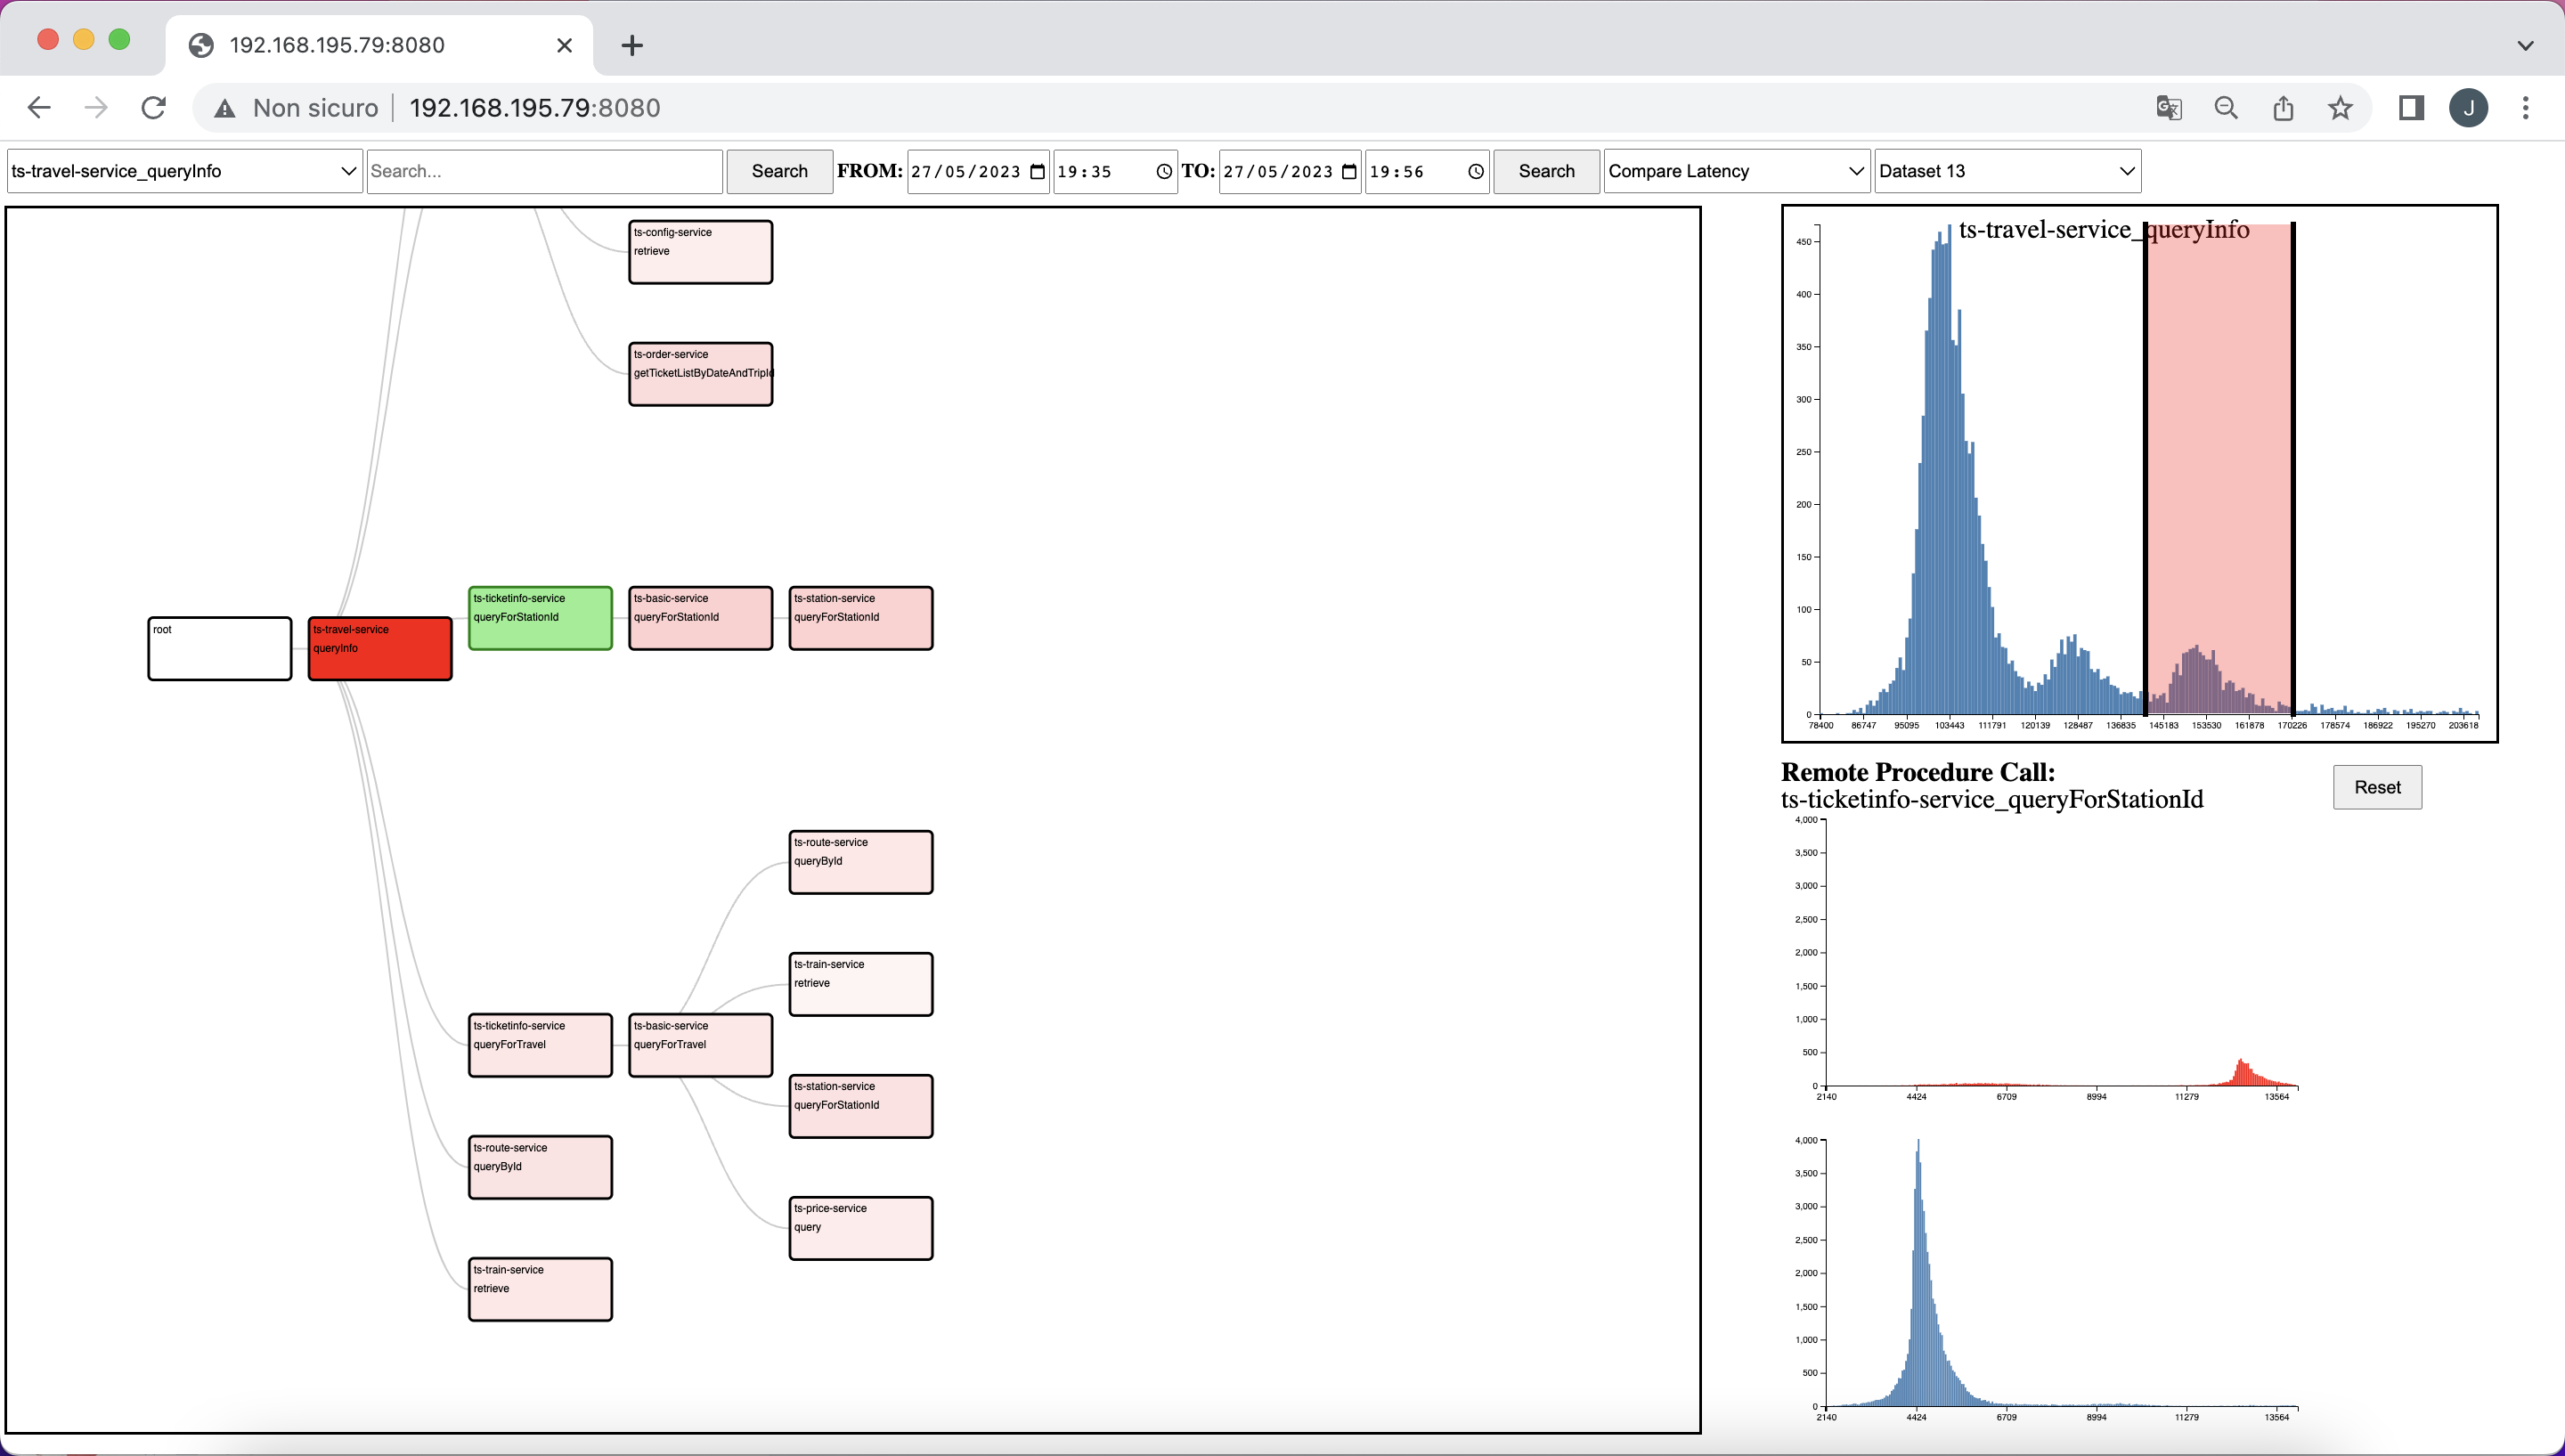 192.168.195.79:8080
Non sicuro
192.168.195.79:8080
J
ts-travel-service_queryInfo
Search...
Search
FROM:
27/05/2023
19:35
TO:
27/05/2023
19:56
Search
Compare Latency
Dataset 13
ts-config-service
retrieve
ts-order-service
getTicketListByDateAndTripId
root
ts-travel-service
queryInfo
ts-ticketinfo-service
queryForStationId
ts-basic-service
queryForStationId
ts-station-service
queryForStationId
ts-route-service
queryById
ts-train-service
retrieve
ts-ticketinfo-service
queryForTravel
ts-basic-service
queryForTravel
ts-station-service
queryForStationId
ts-route-service
queryById
ts-price-service
query
ts-train-service
retrieve
ts-travel-service_queryInfo
450
400
350
300
250
200
150
100
50
0
78400 86747 95095 103443 111791 120139 128487 136835 145183 153530 161878 170226 178574 186922 195270 203618
Remote Procedure Call:
ts-ticketinfo-service_queryForStationId
Reset
4,000
3,500
3,000
2,500
2,000
1,500
1,000
500
0
2140 4424 6709 8994 11279 13564
4,000
3,500
3,000
2,500
2,000
1,500
1,000
500
0
2140 4424 6709 8994 11279 13564